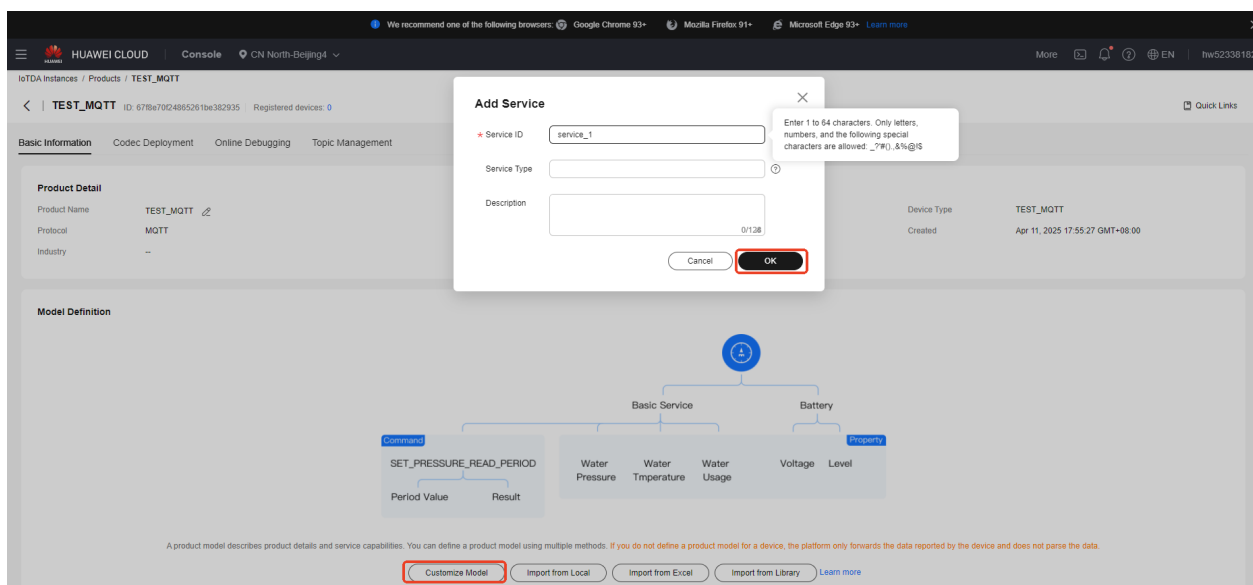 We recommend one of the following browsers: Google Chrome 93+ Mozilla Firefox 91+ Microsoft Edge 93+ Learn more
HUAWEI HUAWEI CLOUD Console CN North-Beijing4 More EN hw52338182
IoTDA Instances / Products / TEST_MQTT
TEST_MQTT ID: 67f8e70f24865261be382935 Registered devices: 0 Quick Links
Basic Information Codec Deployment Online Debugging Topic Management
Add Service
* Service ID service_1
Enter 1 to 64 characters. Only letters,
numbers, and the following special
characters are allowed: _?'#().,&%@!$
Service Type
Description
0/128
Cancel OK
Product Detail
Product Name TEST_MQTT Device Type TEST_MQTT
Protocol MQTT Created Apr 11, 2025 17:55:27 GMT+08:00
Industry --
Model Definition
Basic Service Battery
Command Property
SET_PRESSURE_READ_PERIOD
Period Value Result
Water Pressure Water Tmperature Water Usage Voltage Level
A product model describes product details and service capabilities. You can define a product model using multiple methods. If you do not define a product model for a device, the platform only forwards the data reported by the device and does not parse the data.
Customize Model Import from Local Import from Excel Import from Library Learn more